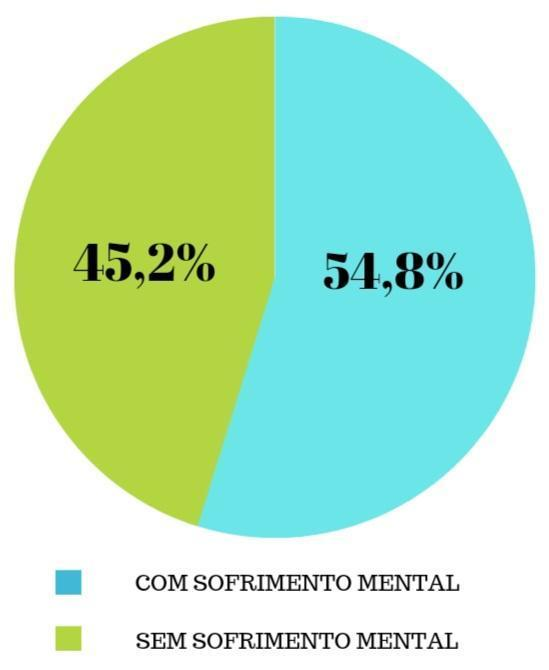 45,2%
54,8%
COM SOFRIMENTO MENTAL
SEM SOFRIMENTO MENTAL